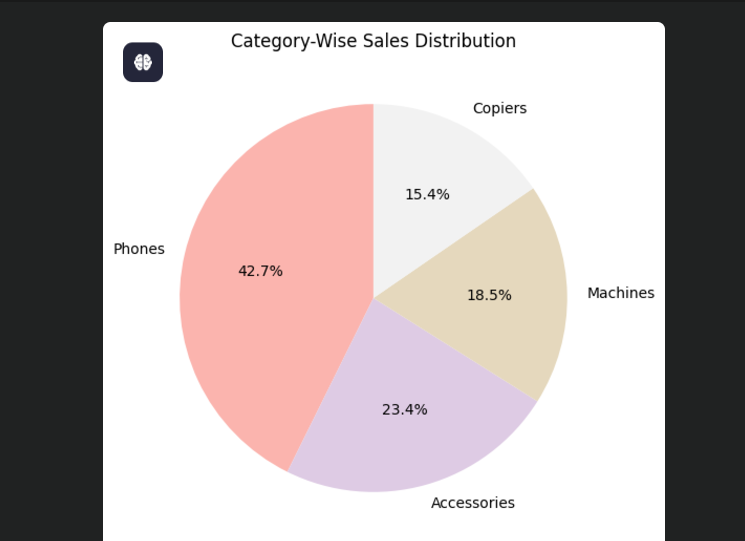 Category-Wise Sales Distribution
Copiers
15.4%
Phones
42.7%
18.5%
Machines
23.4%
Accessories